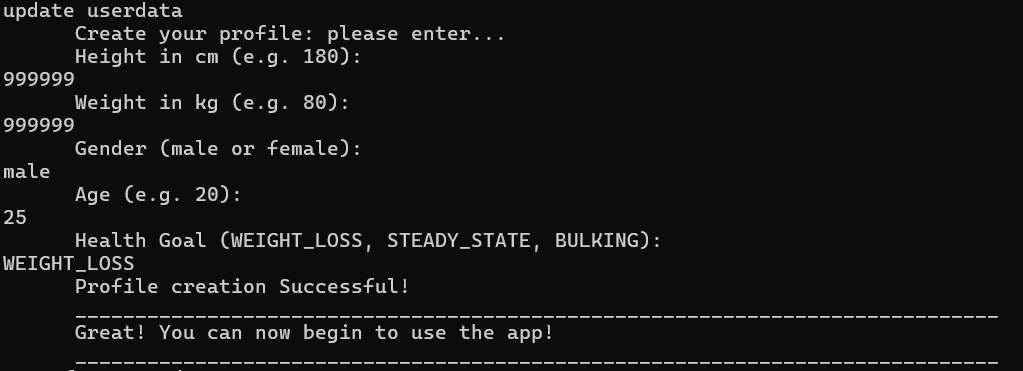 update userdata
Create your profile: please enter...
Height in cm (e.g. 180):
999999
Weight in kg (e.g. 80):
999999
Gender (male or female):
male
Age (e.g. 20):
25
Health Goal (WEIGHT_LOSS, STEADY_STATE, BULKING):
WEIGHT_LOSS
Profile creation Successful!
_____________________________________________________________________________
Great! You can now begin to use the app!
_____________________________________________________________________________